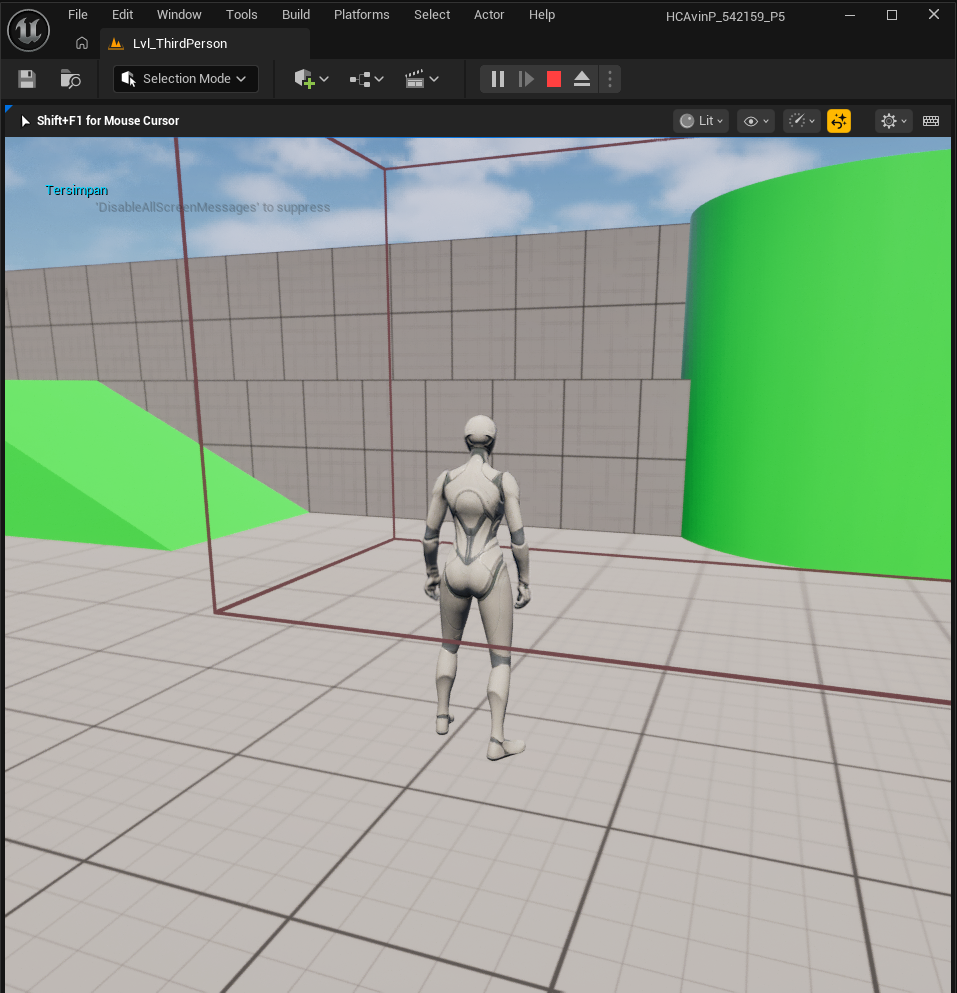 File Edit Window Tools Build Platforms Select Actor Help HCAvinP_542159_P5
Lvl_ThirdPerson
Selection Mode
Shift+F1 for Mouse Cursor Lit
Tersimpan
'DisableAllScreenMessages' to suppress